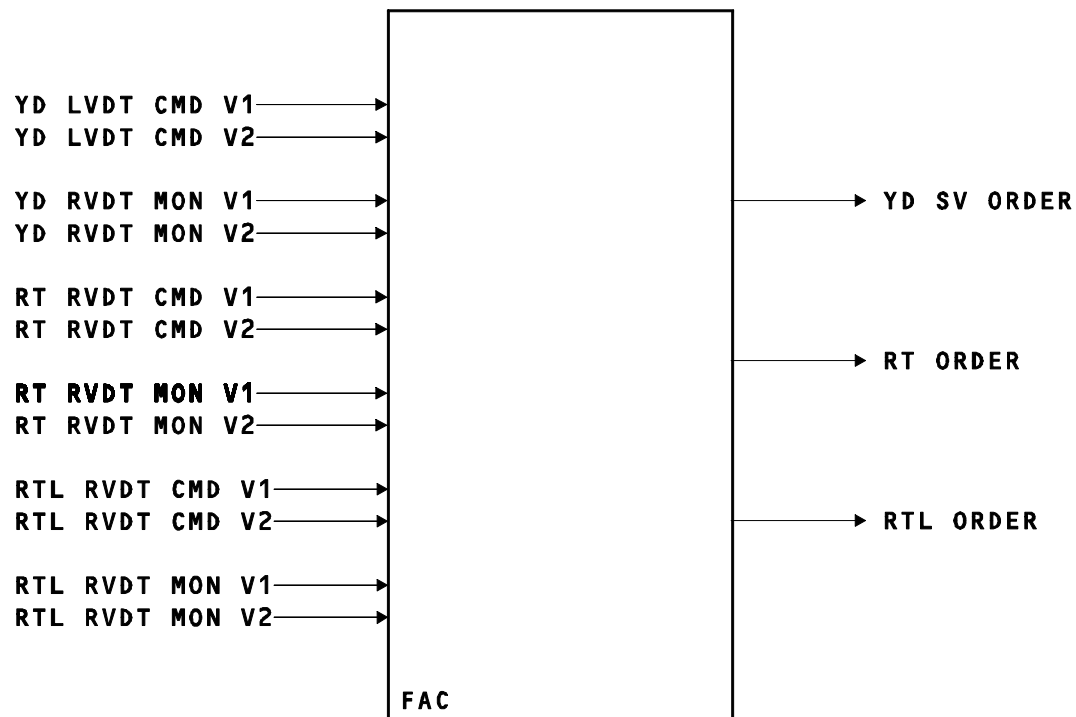 YD LVDT CMD V1
YD LVDT CMD V2
YD RVDT MON V1
YD RVDT MON V2
RT RVDT CMD V1
RT RVDT CMD V2
RT RVDT MON V1
RT RVDT MON V2
RTL RVDT CMD V1
RTL RVDT CMD V2
RTL RVDT MON V1
RTL RVDT MON V2
FAC
YD SV ORDER
RT ORDER
RTL ORDER